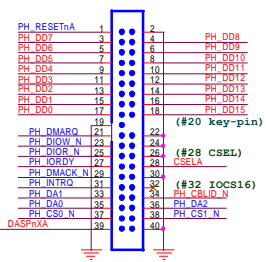 PH_RESETnA 1 2
PH_DD7 3 4 PH_DD8
PH_DD6 5 6 PH_DD9
PH_DD5 7 8 PH_DD10
PH_DD4 9 10 PH_DD11
PH_DD3 11 12 PH_DD12
PH_DD2 13 14 PH_DD13
PH_DD1 15 16 PH_DD14
PH_DD0 17 18 PH_DD15
19 (#20 key-pin)
PH_DMARQ 21 22
PH_DIOW_N 23 24
PH_DIOR_N 25 26 (#28 CSEL)
PH_IORDY 27 28 CSELA
PH_DMACK_N 29 30
PH_INTRQ 31 32 (#32 IOCS16)
PH_DA1 33 34 PH_CBLID_N
PH_DA0 35 36 PH_DA2
PH_CS0_N 37 38 PH_CS1_N
DASPnXA 39 40